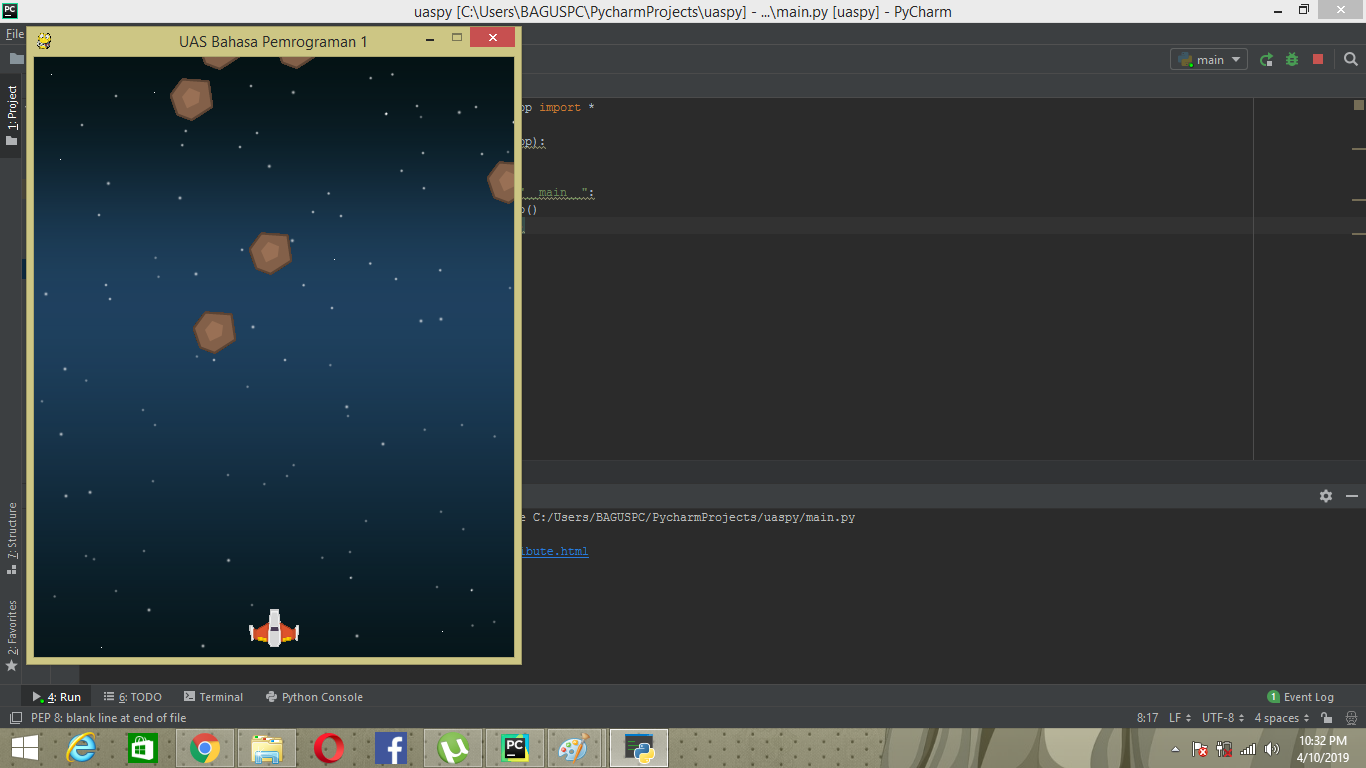 uaspy [C:\Users\BAGUSPC\PycharmProjects\uaspy] - ...\main.py [uaspy] - PyCharm
File
UAS Bahasa Pemrograman 1
main
1: Project
import *
):
__main__":
()
7: Structure
2: Favorites
C:/Users/BAGUSPC/PycharmProjects/uaspy/main.py
ibute.html
4: Run
6: TODO
Terminal
Python Console
1 Event Log
PEP 8: blank line at end of file
8:17 LF UTF-8 4 spaces
10:32 PM
4/10/2019